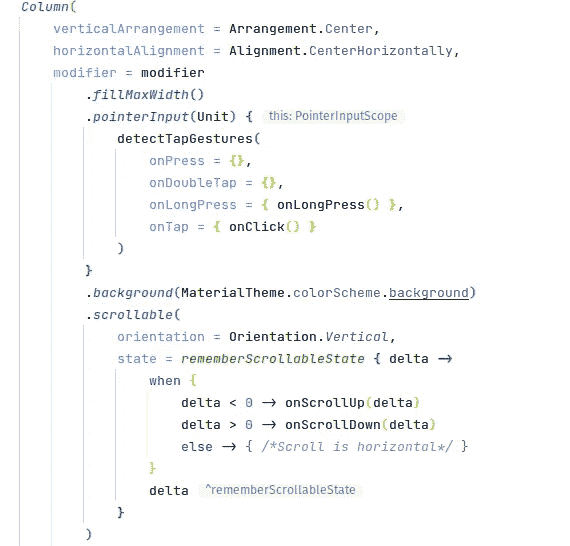 Column(
verticalArrangement = Arrangement.Center,
horizontalAlignment = Alignment.CenterHorizontally,
modifier = modifier
.fillMaxWidth()
.pointerInput(Unit) { this: PointerInputScope
detectTapGestures(
onPress = {},
onDoubleTap = {},
onLongPress = { onLongPress() },
onTap = { onClick() }
)
}
.background(MaterialTheme.colorScheme.background)
.scrollable(
orientation = Orientation.Vertical,
state = rememberScrollableState { delta →
when {
delta < 0 → onScrollUp(delta)
delta > 0 → onScrollDown(delta)
else → { /*Scroll is horizontal*/ }
}
delta ^rememberScrollableState
}
)